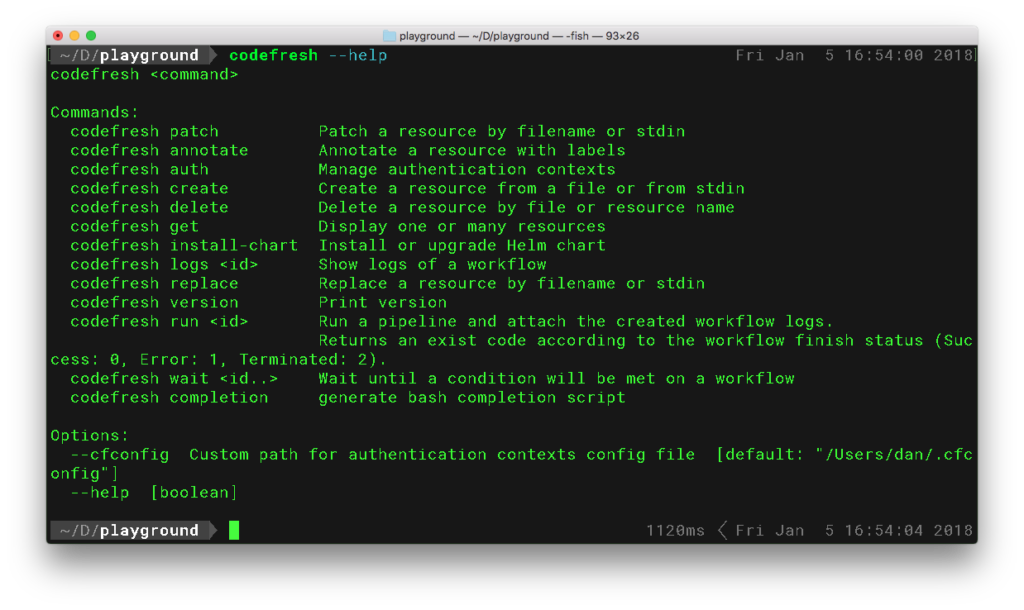 playground — ~/D/playground — -fish — 93×26
~/D/playground codefresh --help Fri Jan  5 16:54:00 2018
codefresh <command>

Commands:
  codefresh patch          Patch a resource by filename or stdin
  codefresh annotate       Annotate a resource with labels
  codefresh auth           Manage authentication contexts
  codefresh create         Create a resource from a file or from stdin
  codefresh delete         Delete a resource by file or resource name
  codefresh get            Display one or many resources
  codefresh install-chart  Install or upgrade Helm chart
  codefresh logs <id>      Show logs of a workflow
  codefresh replace        Replace a resource by filename or stdin
  codefresh version        Print version
  codefresh run <id>       Run a pipeline and attach the created workflow logs.
                           Returns an exist code according to the workflow finish status (Suc
cess: 0, Error: 1, Terminated: 2).
  codefresh wait <id..>    Wait until a condition will be met on a workflow
  codefresh completion     generate bash completion script

Options:
  --cfconfig  Custom path for authentication contexts config file  [default: "/Users/dan/.cfc
onfig"]
  --help  [boolean]

~/D/playground 1120ms Fri Jan  5 16:54:04 2018